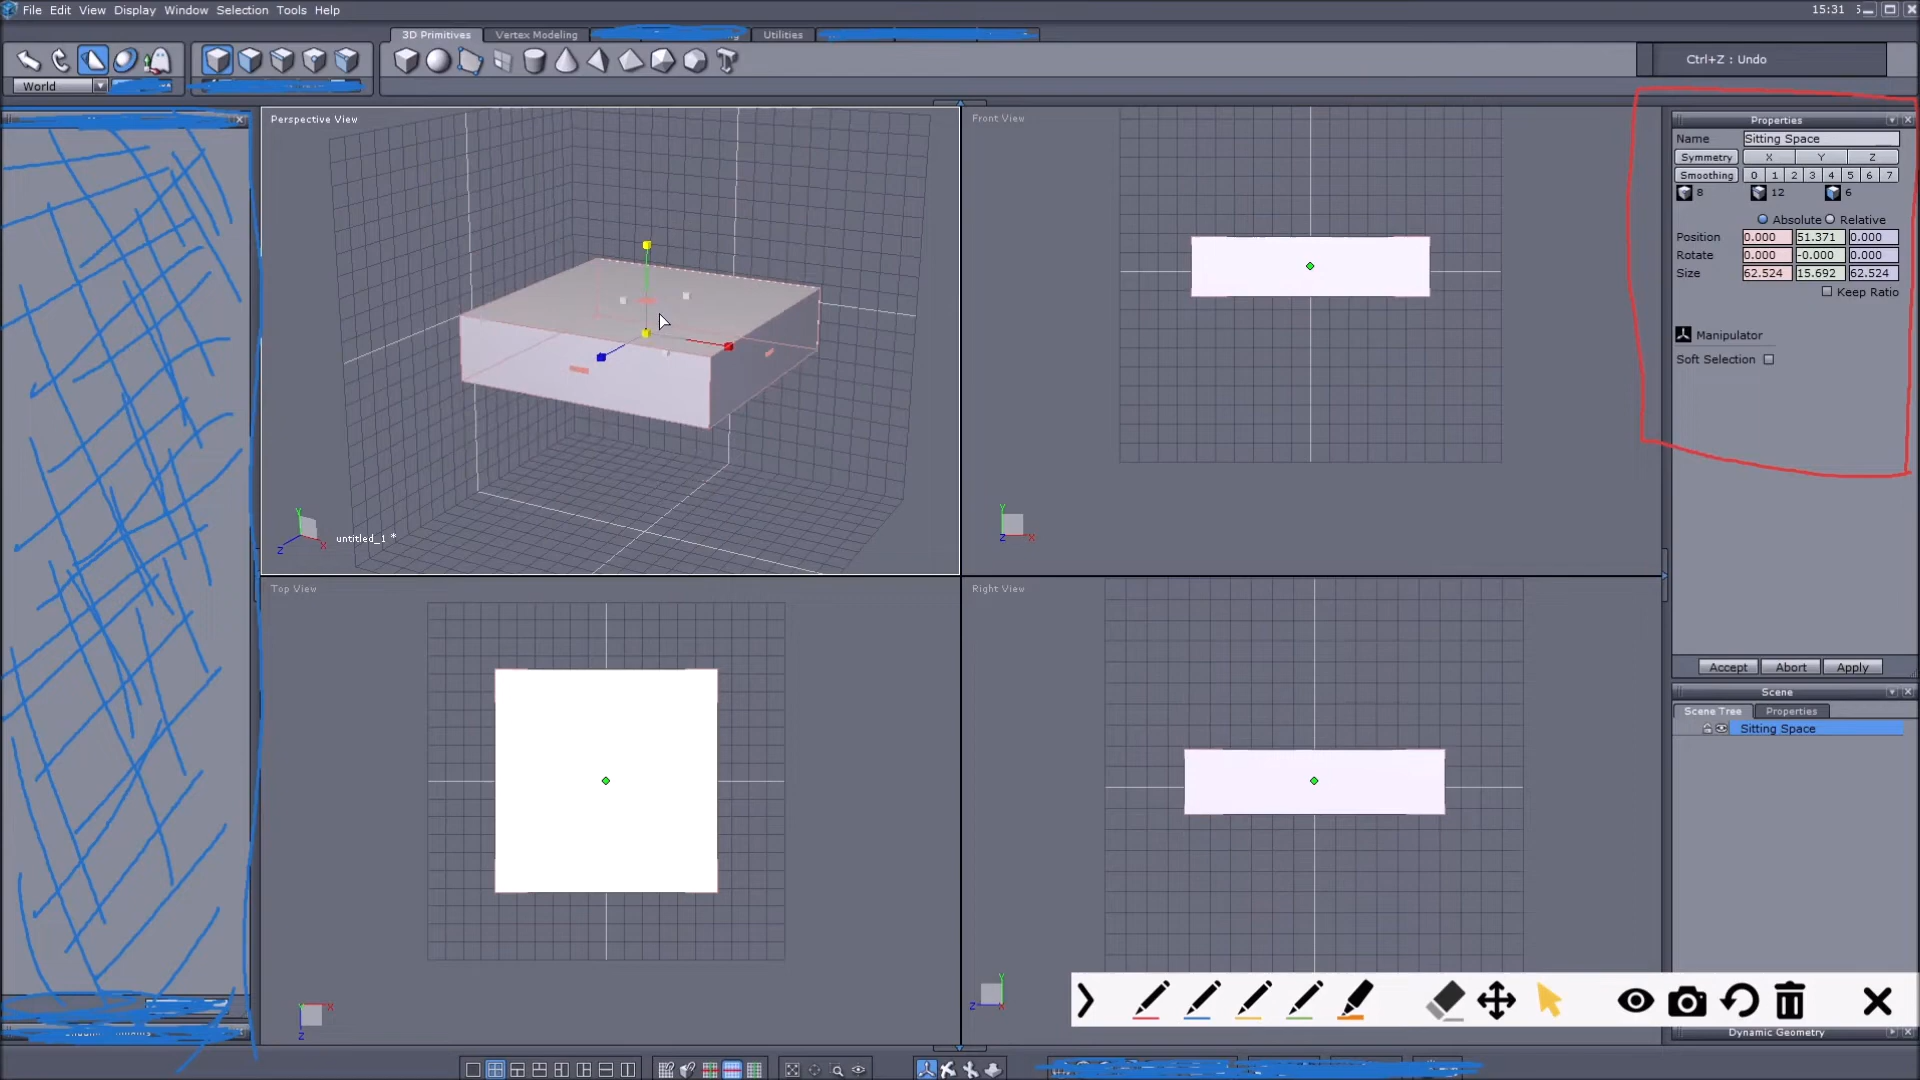 File Edit View Display Window Selection Tools Help
15:31
3D Primitives Vertex Modeling Utilities
Ctrl+Z : Undo
World
Perspective View
Front View
Properties
Name Sitting Space
Symmetry X Y Z
Smoothing 0 1 2 3 4 5 6 7
8 12 6
Absolute Relative
Position 0.000 51.371 0.000
Rotate 0.000 -0.000 0.000
Size 62.524 15.692 62.524
Keep Ratio
Manipulator
Soft Selection
Y
Z X
untitled_1 *
Y
Z X
Top View
Right View
Accept Abort Apply
Scene
Scene Tree Properties
Sitting Space
X
Z
Y
Z
Dynamic Geometry